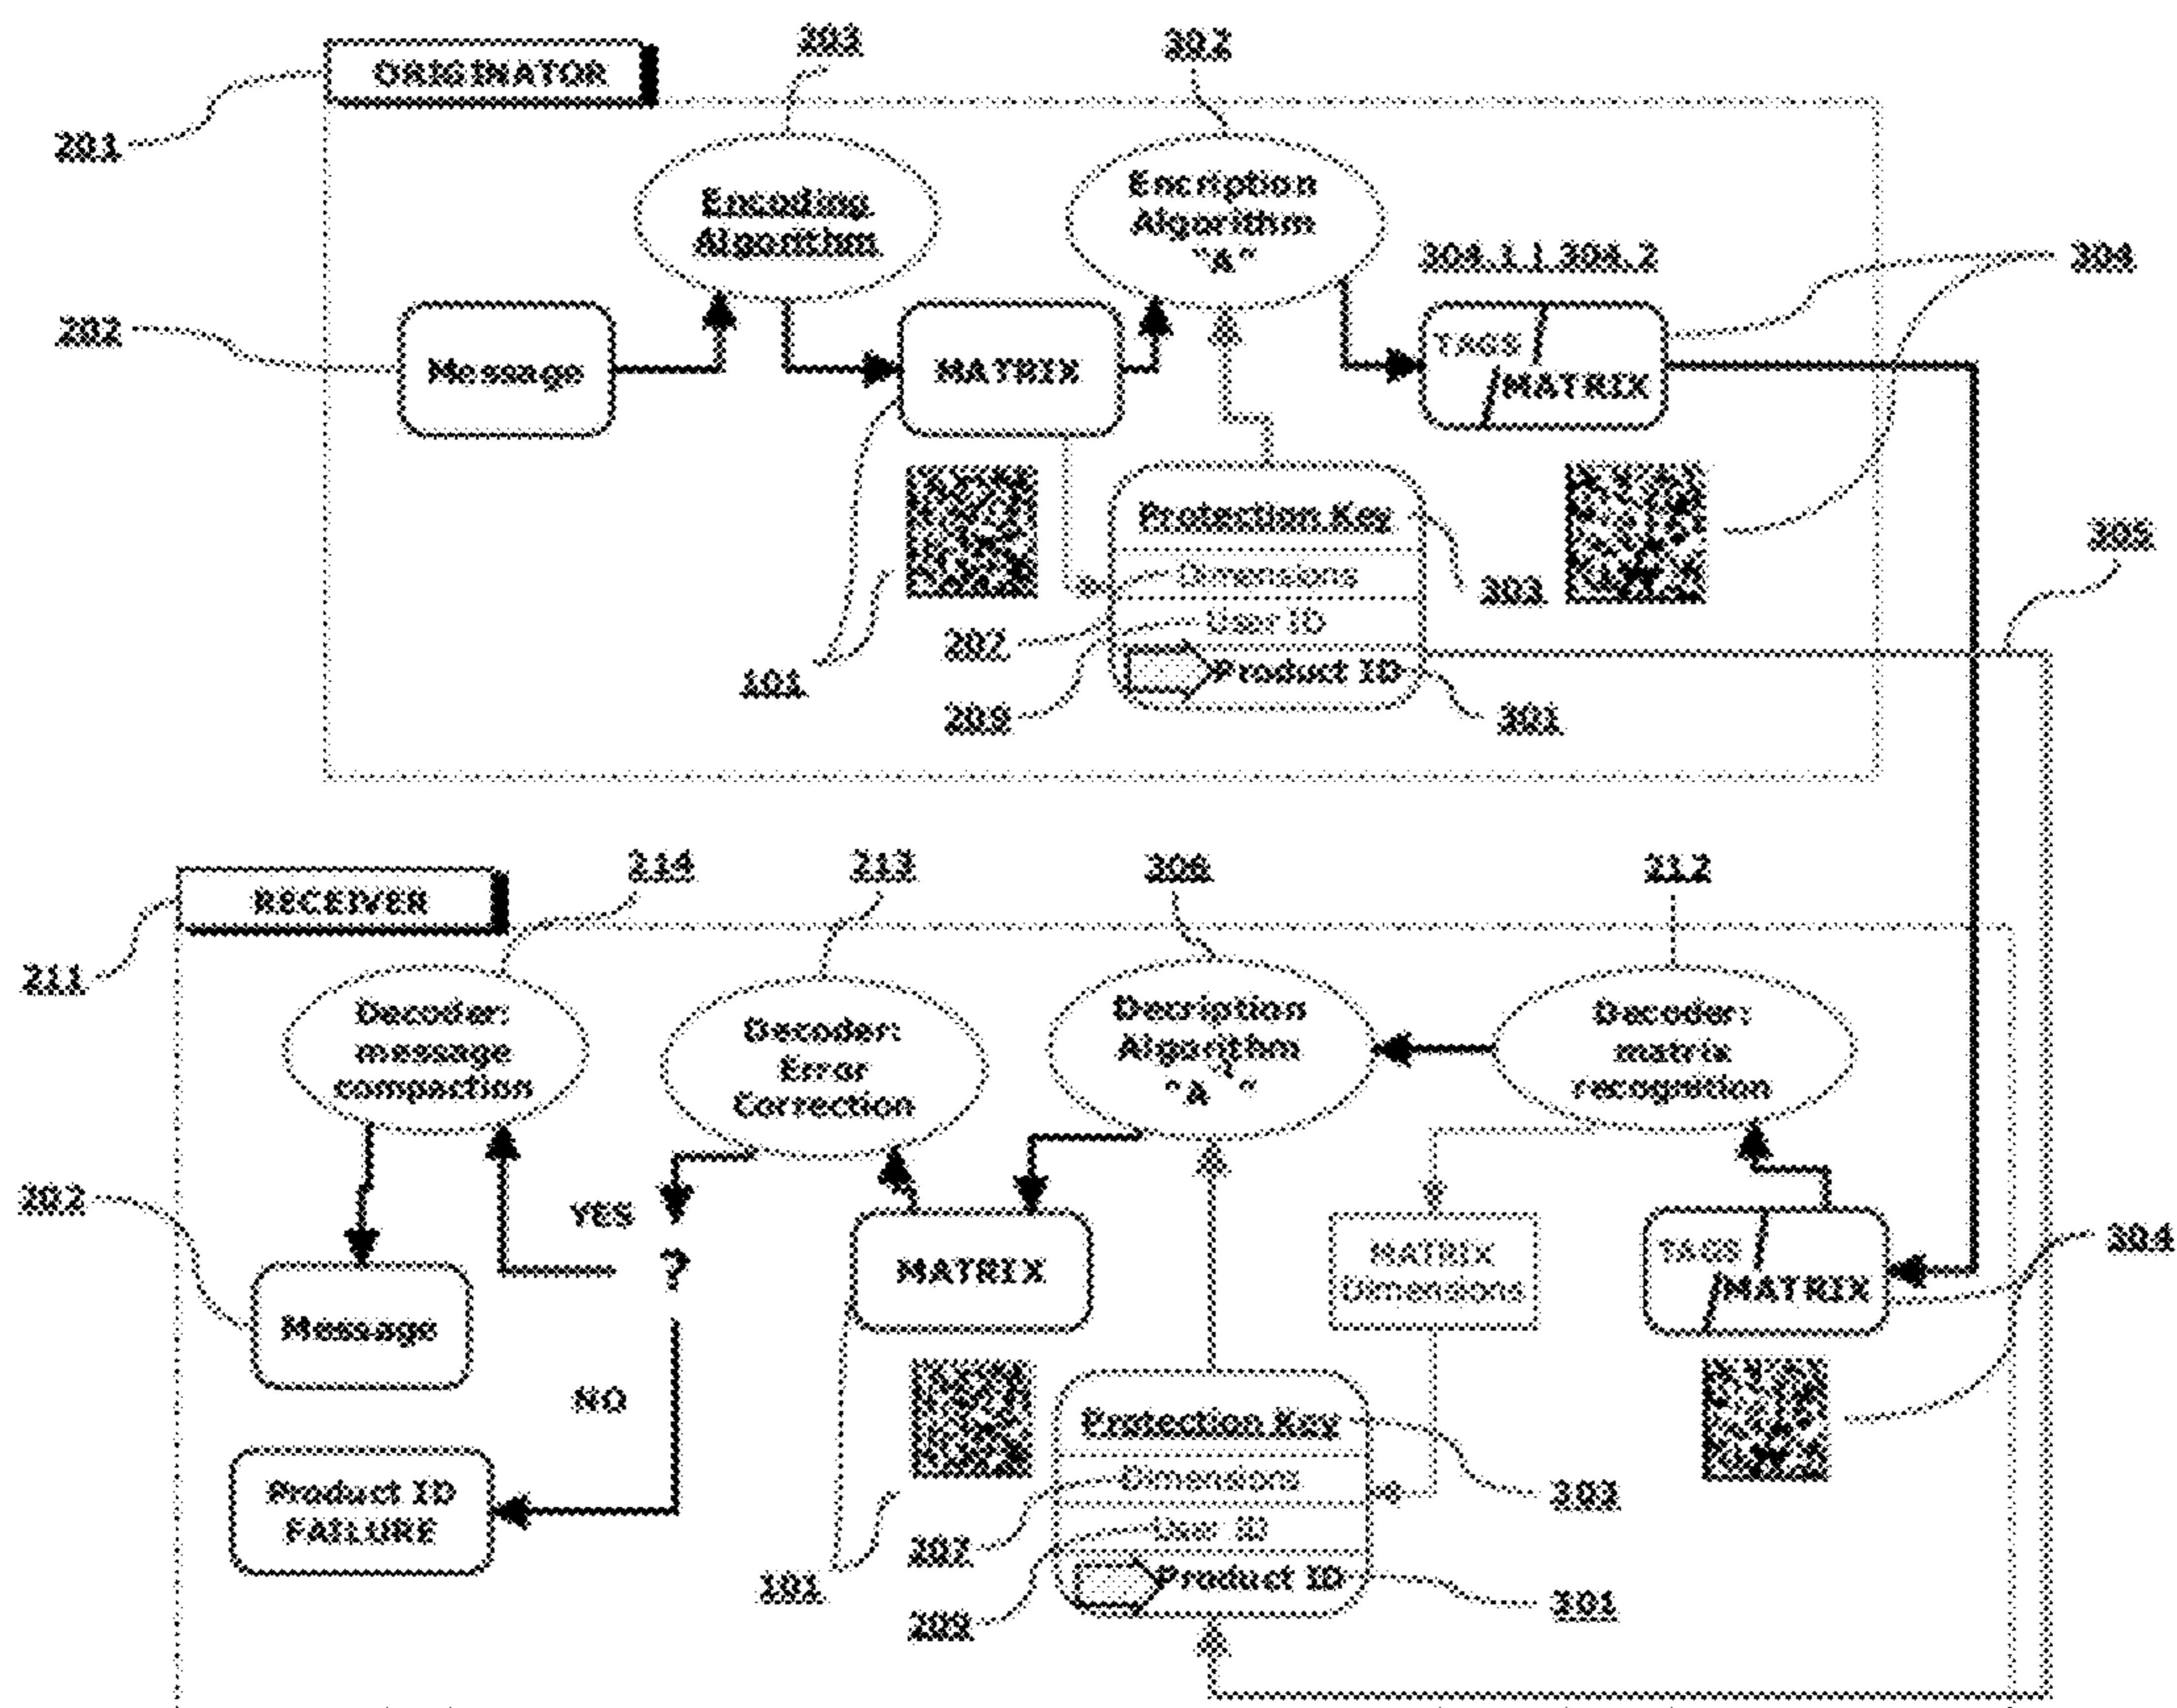 203
302
ORIGINATOR
201
Encoding
Algorithm
Encription
Algorithm
"A"
304.1 | 304.2
304
202
Message
MATRIX
TAGS
MATRIX
Protection Key
305
Dimensions
303
User ID
207
Product ID
101
209
301
214
213
306
212
RECEIVER
211
Decoder:
message
compaction
Decoder:
Error
Correction
Decription
Algorithm
"A⁻¹"
Decoder:
matrix
recognition
202
YES
?
MATRIX
MATRIX
Dimensions
TAGS
MATRIX
304
Message
NO
Protection Key
Product ID
FAILURE
Dimensions
303
User ID
207
Product ID
101
209
301